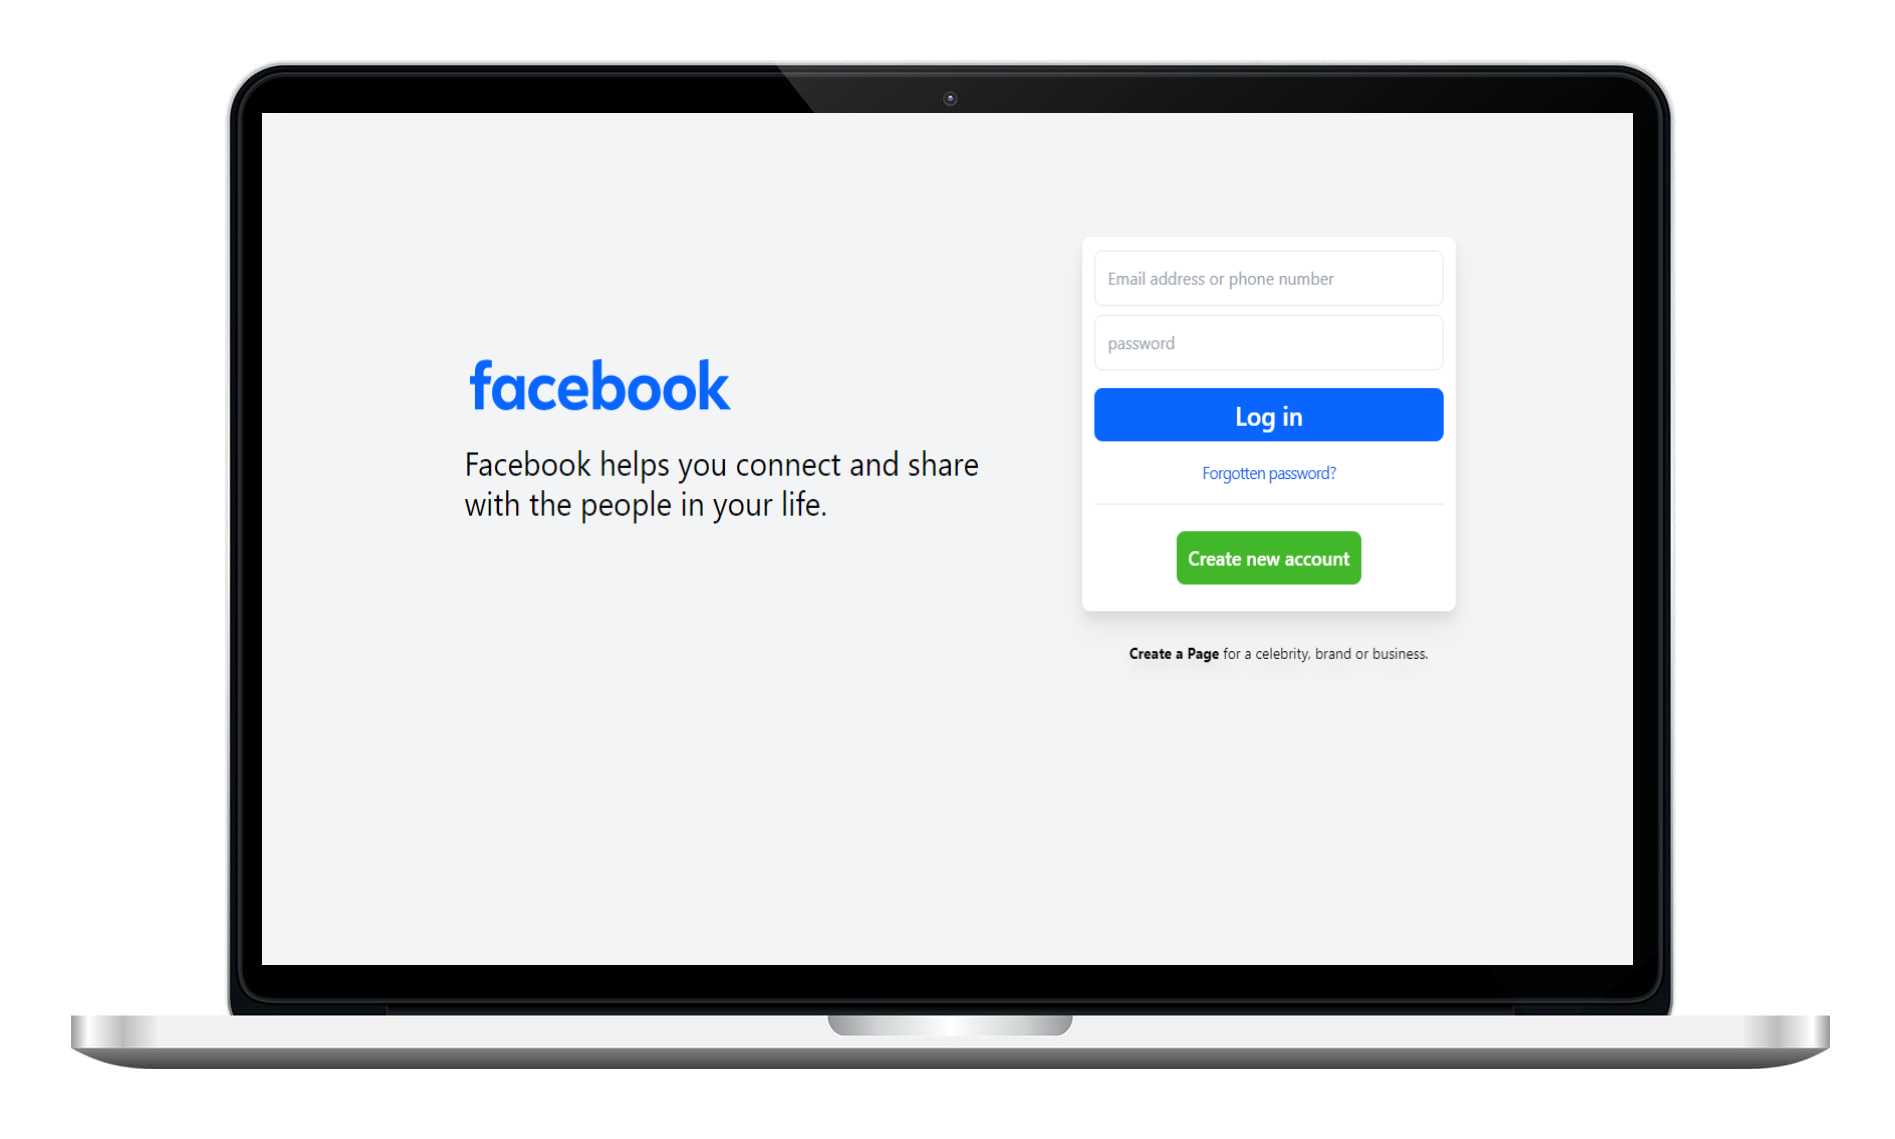 facebook
Facebook helps you connect and share
with the people in your life.
Email address or phone number
password
Log in
Forgotten password?
Create new account
Create a Page for a celebrity, brand or business.